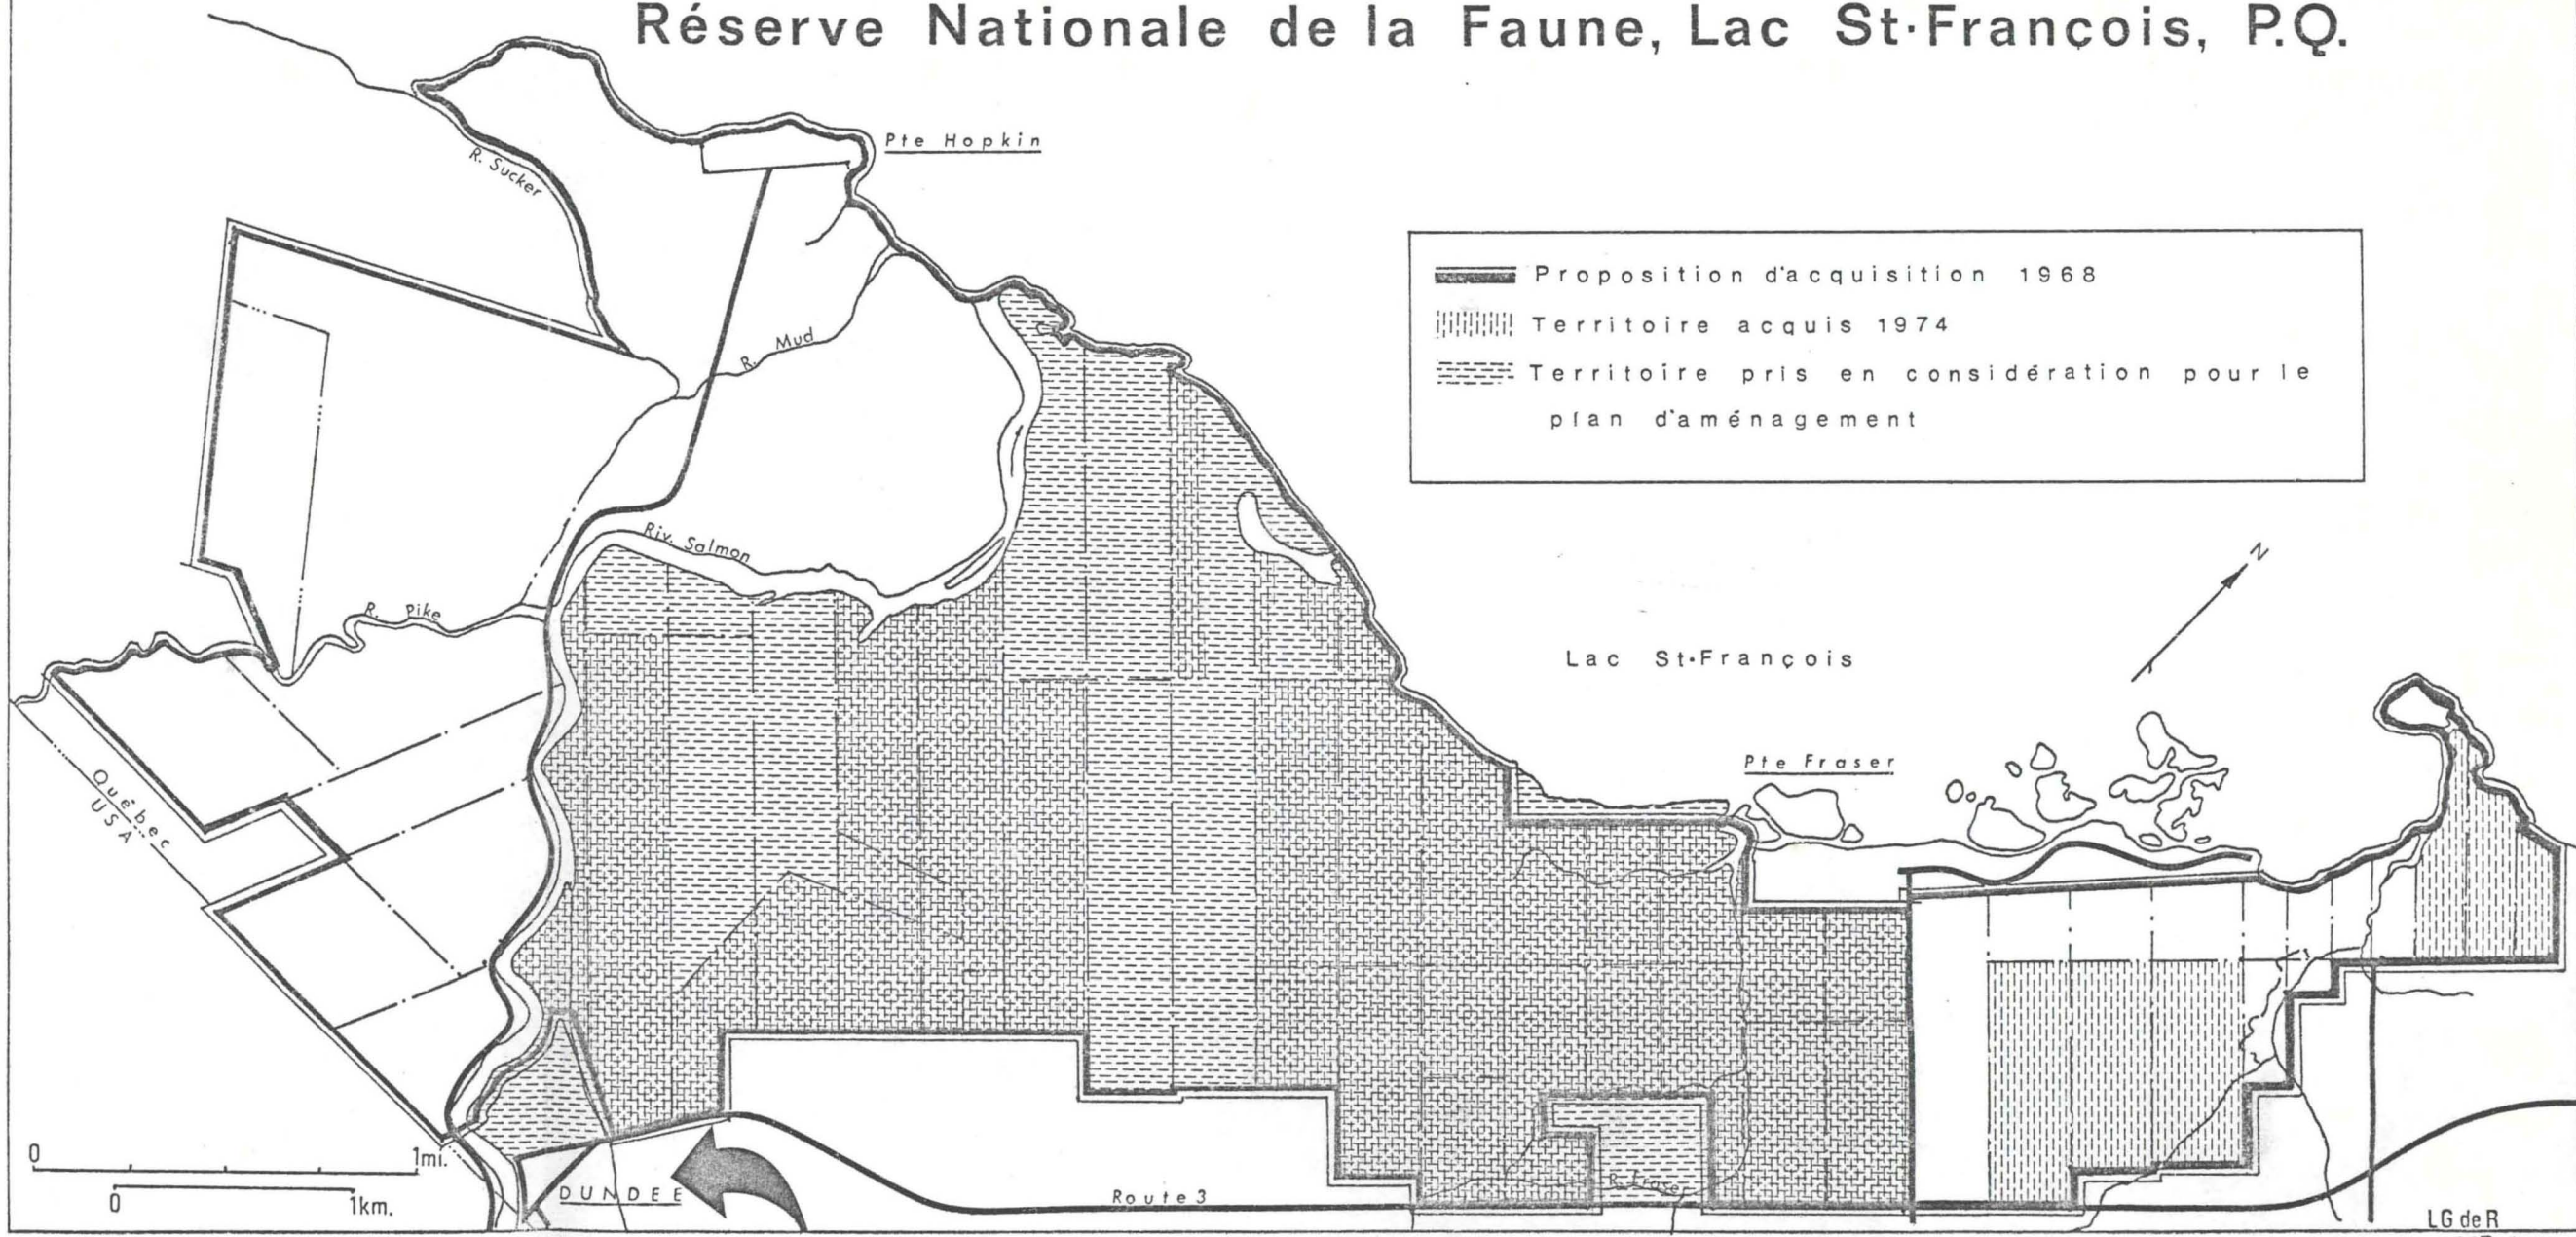 Réserve Nationale de la Faune, Lac St·François, P.Q.
Pte Hopkin
R. Sucker
Proposition d'acquisition 1968
Territoire acquis 1974
Territoire pris en considération pour le
plan d'aménagement
R. Mud
Riv. Salmon
N
R. Pike
Lac St·François
Pte Fraser
Québec
USA
0 1mi.
0 1km.
DUNDEE
Route 3
R. Fraser
LG de R